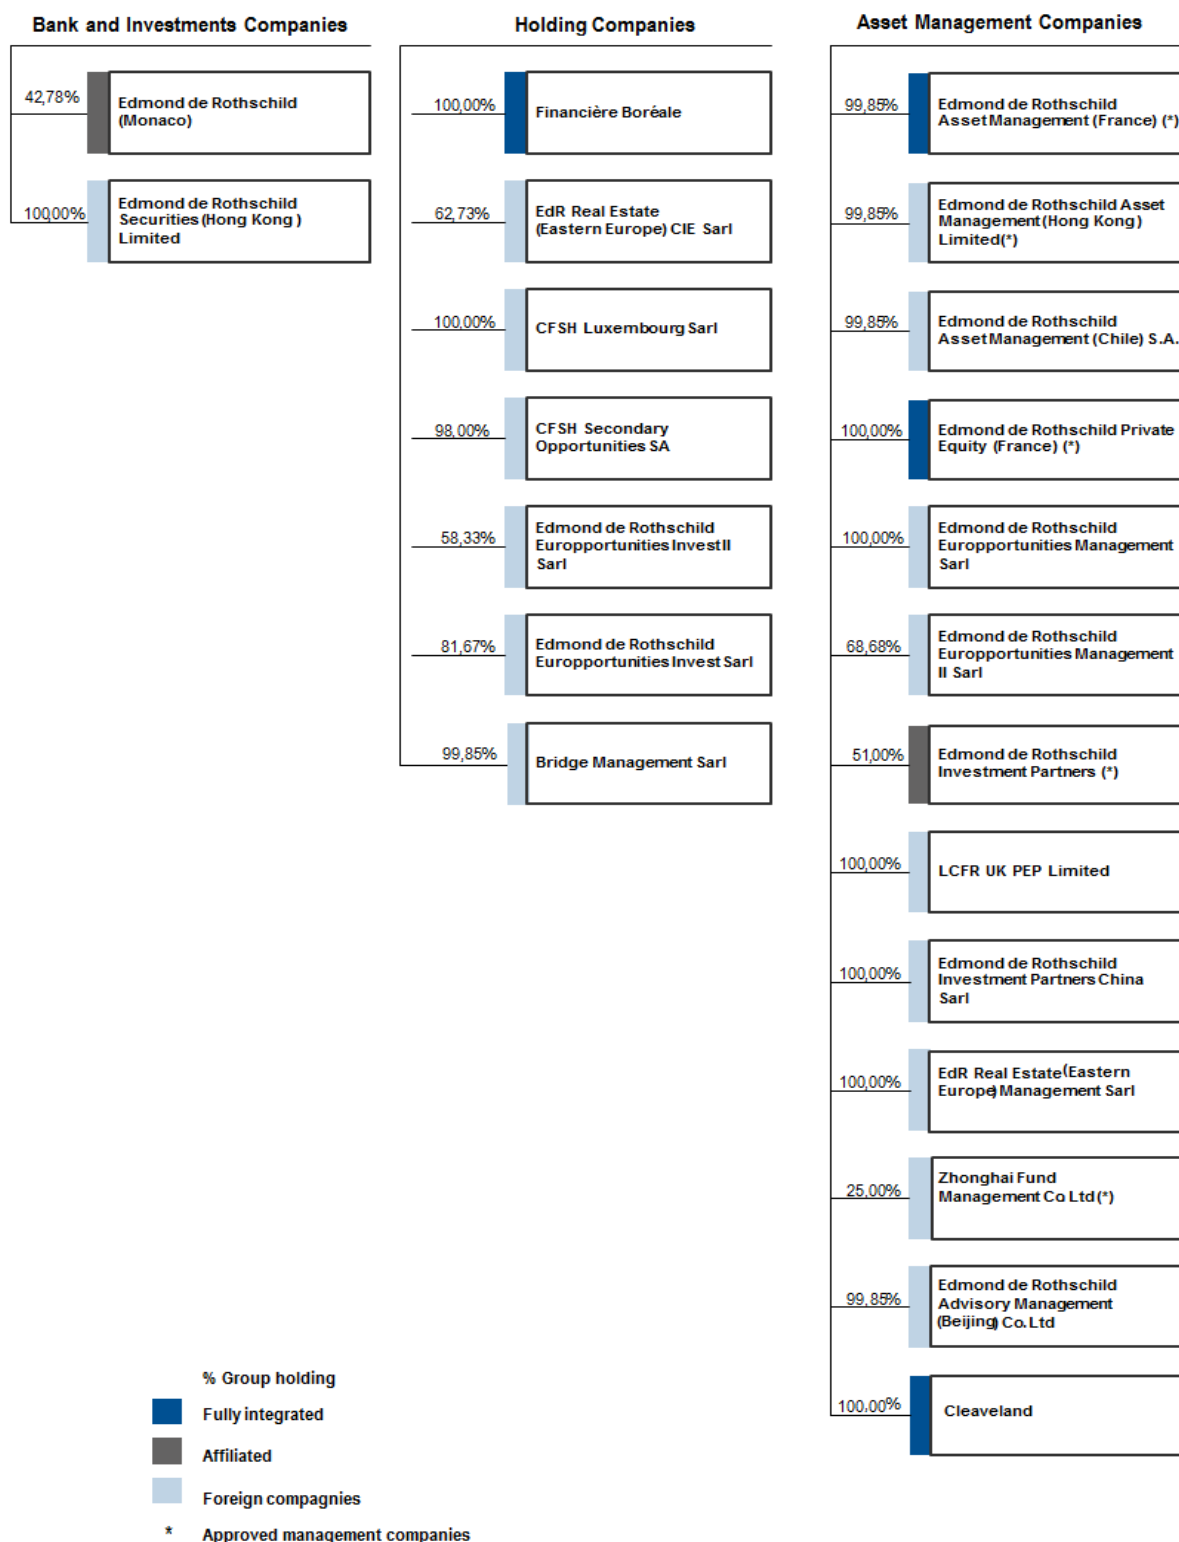 Bank and Investments Companies
42,78%
Edmond de Rothschild
(Monaco)
100,00%
Edmond de Rothschild
Securities (Hong Kong )
Limited
Holding Companies
100,00%
Financière Boréale
62,73%
EdR Real Estate
(Eastern Europe) CIE Sarl
100,00%
CFSH Luxembourg Sarl
98,00%
CFSH Secondary
Opportunities SA
58,33%
Edmond de Rothschild
Europportunities Invest II
Sarl
81,67%
Edmond de Rothschild
Europportunities Invest Sarl
99,85%
Bridge Management Sarl
Asset Management Companies
99,85%
Edmond de Rothschild
Asset Management (France) (*)
99,85%
Edmond de Rothschild Asset
Management (Hong Kong )
Limited(*)
99,85%
Edmond de Rothschild
Asset Management (Chile) S.A.
100,00%
Edmond de Rothschild Private
Equity (France) (*)
100,00%
Edmond de Rothschild
Europportunities Management
Sarl
68,68%
Edmond de Rothschild
Europportunities Management
II Sarl
51,00%
Edmond de Rothschild
Investment Partners (*)
100,00%
LCFR UK PEP Limited
100,00%
Edmond de Rothschild
Investment Partners China
Sarl
100,00%
EdR Real Estate (Eastern
Europe) Management Sarl
25,00%
Zhonghai Fund
Management Co Ltd (*)
99,85%
Edmond de Rothschild
Advisory Management
(Beijing) Co. Ltd
100.00%
Cleaveland
% Group holding
Fully integrated
Affiliated
Foreign compagnies
* Approved management companies